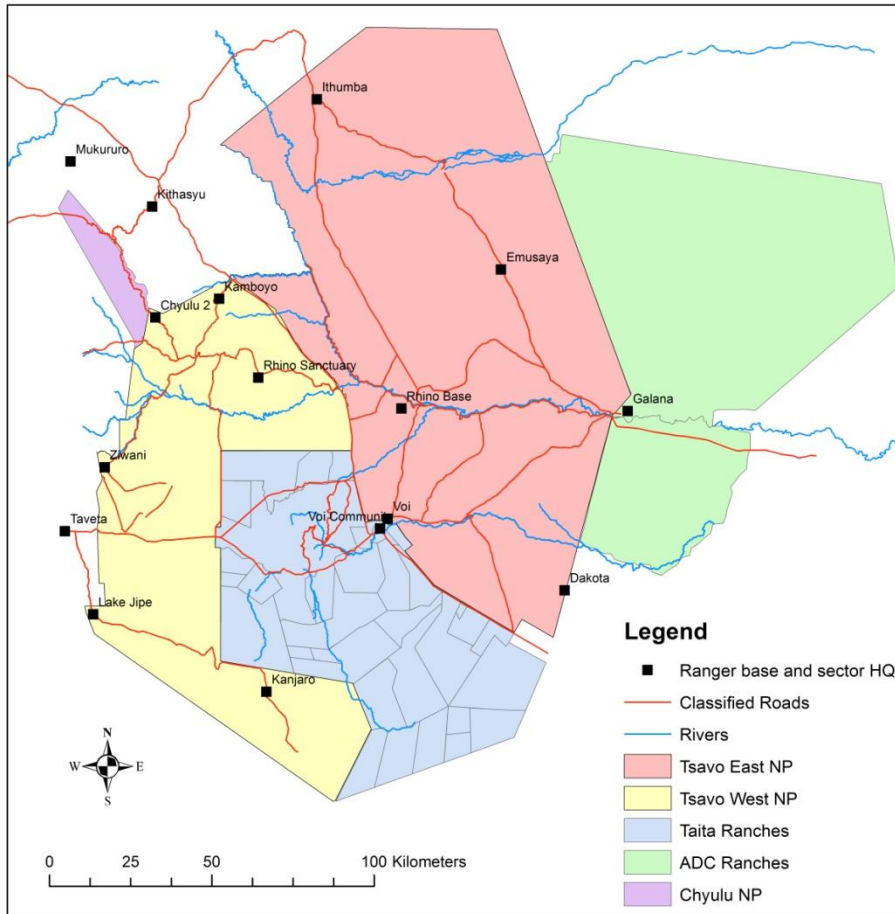 Ithumba
Mukururo
Kithasyu
Emusaya
Kamboyo
Chyulu 2
Rhino Sanctuary
Rhino Base
Galana
Ziwani
Voi
Taveta
Voi Communit
Dakota
Lake Jipe
Kanjaro
Legend
Ranger base and sector HQ
Classified Roads
Rivers
Tsavo East NP
Tsavo West NP
Taita Ranches
ADC Ranches
Chyulu NP
N
W E
S
0 25 50 100 Kilometers